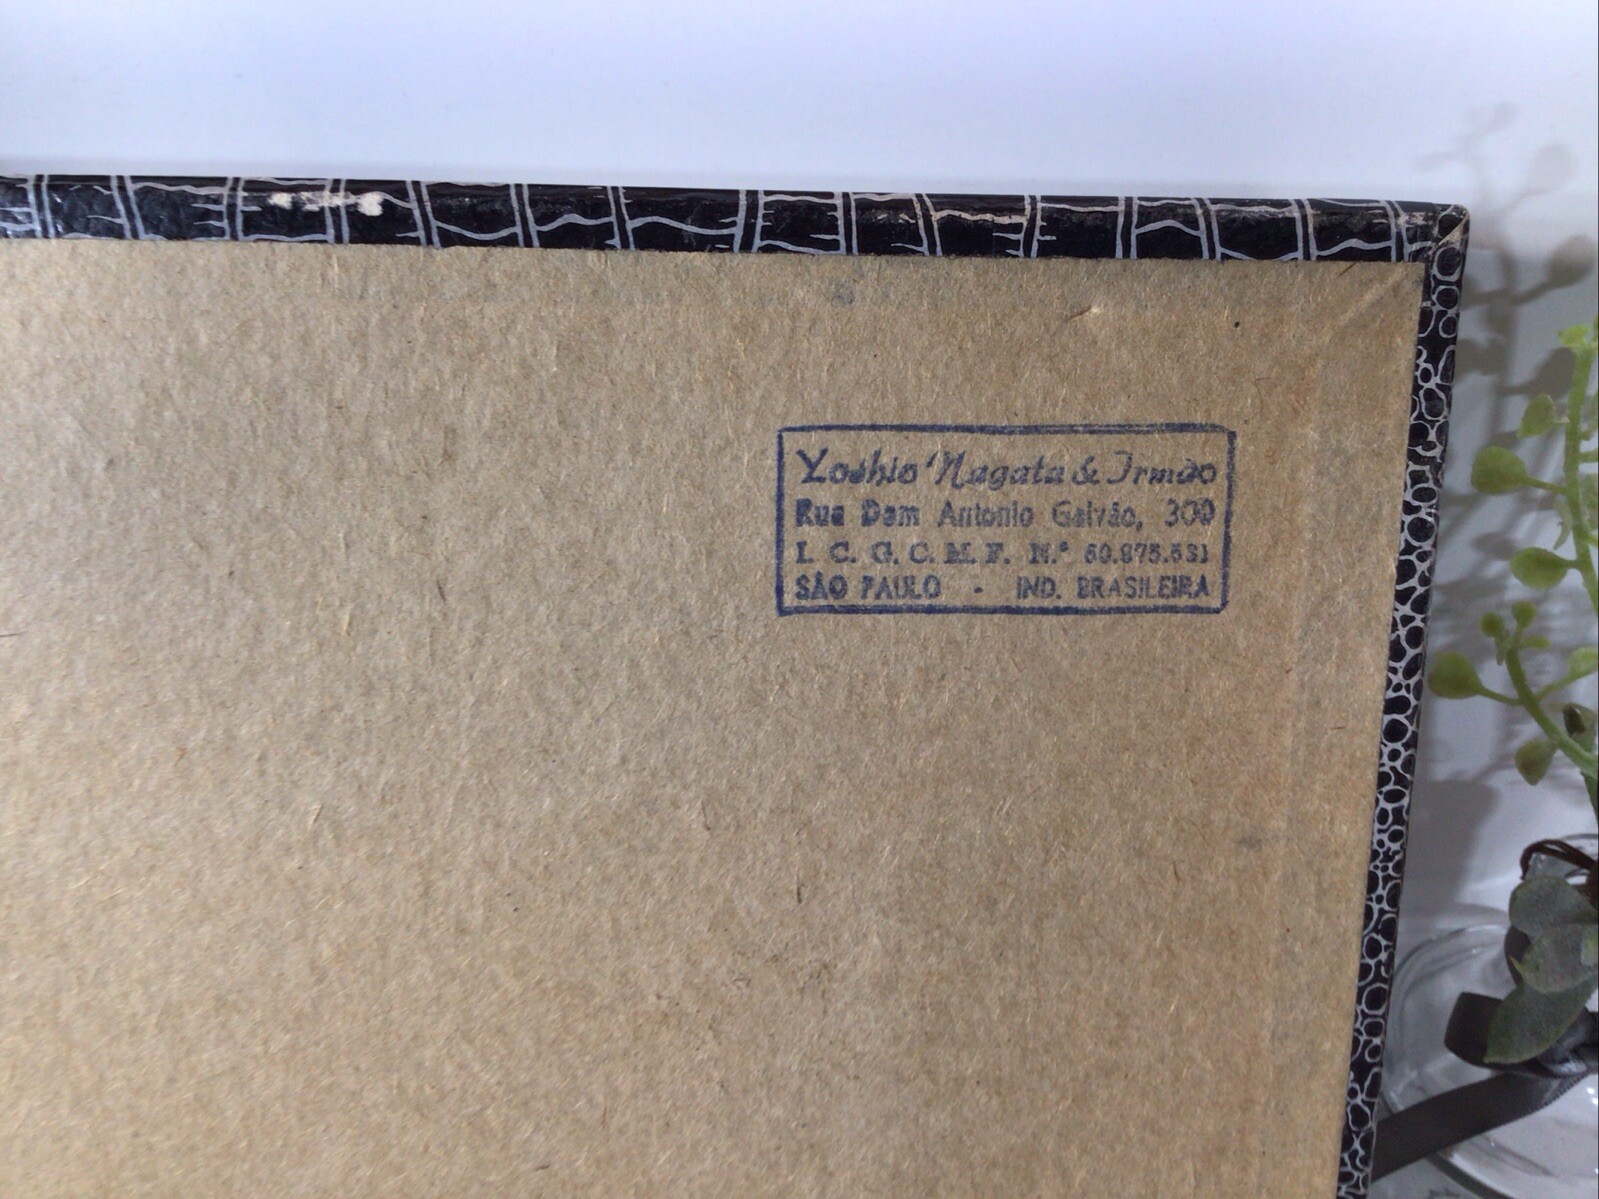 Yoshio Nagata & Irmão
Rua Dom Antonio Galvão, 300
I. C. G. C. M. F. N.º 60.875.531
SÃO PAULO - IND. BRASILEIRA